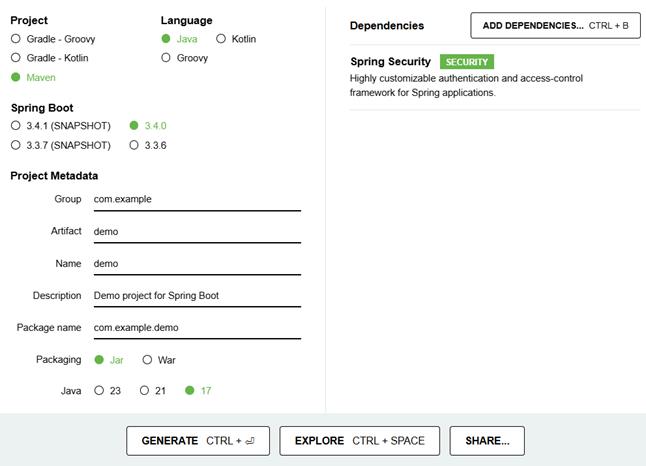 Project
Gradle - Groovy
Gradle - Kotlin
Maven
Language
Java Kotlin
Groovy
Spring Boot
3.4.1 (SNAPSHOT) 3.4.0
3.3.7 (SNAPSHOT) 3.3.6
Project Metadata
Group com.example
Artifact demo
Name demo
Description Demo project for Spring Boot
Package name com.example.demo
Packaging Jar War
Java 23 21 17
Dependencies ADD DEPENDENCIES... CTRL + B
Spring Security SECURITY
Highly customizable authentication and access-control
framework for Spring applications.
GENERATE CTRL + ⏎ EXPLORE CTRL + SPACE SHARE...